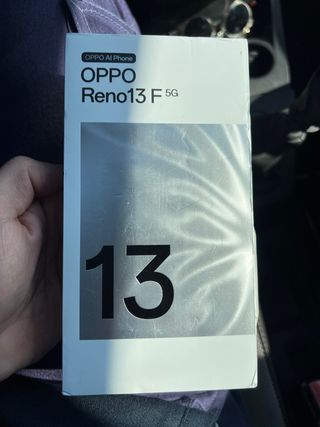 OPPO AI Phone
OPPO
Reno13 F 5G
13